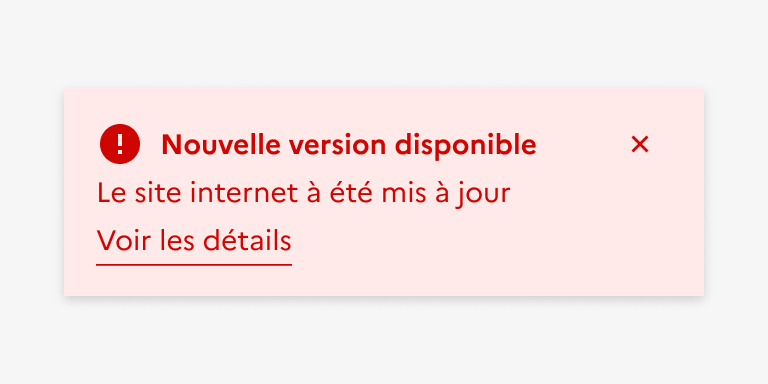 Nouvelle version disponible
Le site internet à été mis à jour
Voir les détails